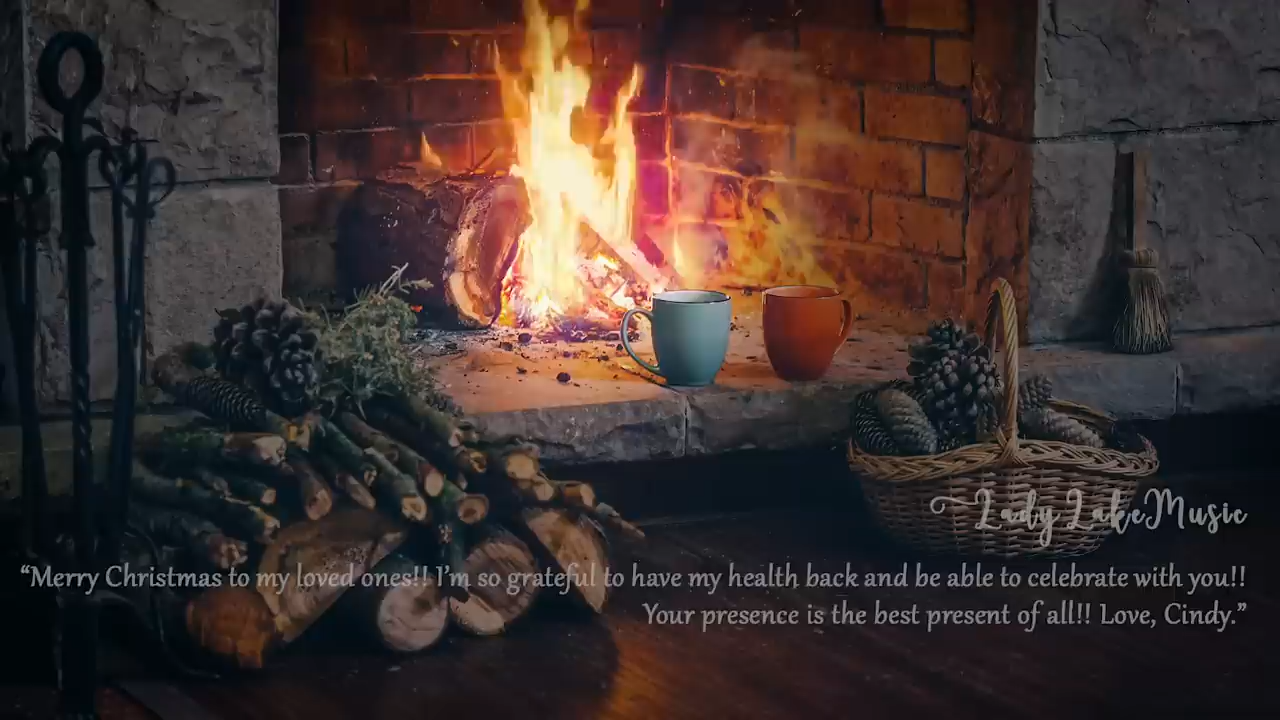 LadyLakeMusic
“Merry Christmas to my loved ones!! I’m so grateful to have my health back and be able to celebrate with you!!
Your presence is the best present of all!! Love, Cindy.”